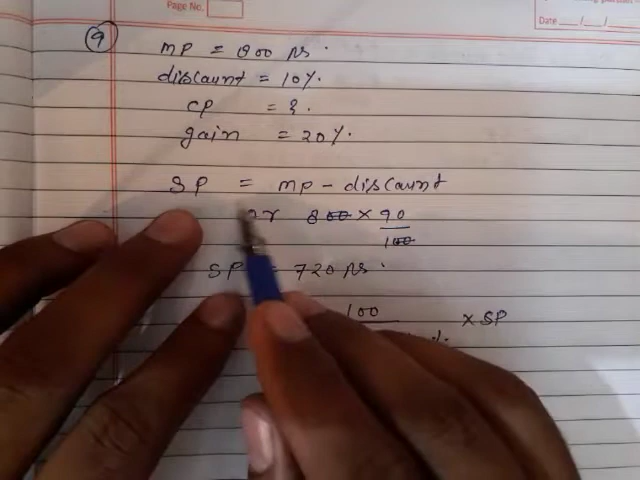 Page No.
Date
9
MP = 800 Rs.
discount = 10%.
CP = ?.
gain = 20%.
SP = MP - discount
or 800 × 90
100
SP = 720 Rs.
100
× SP